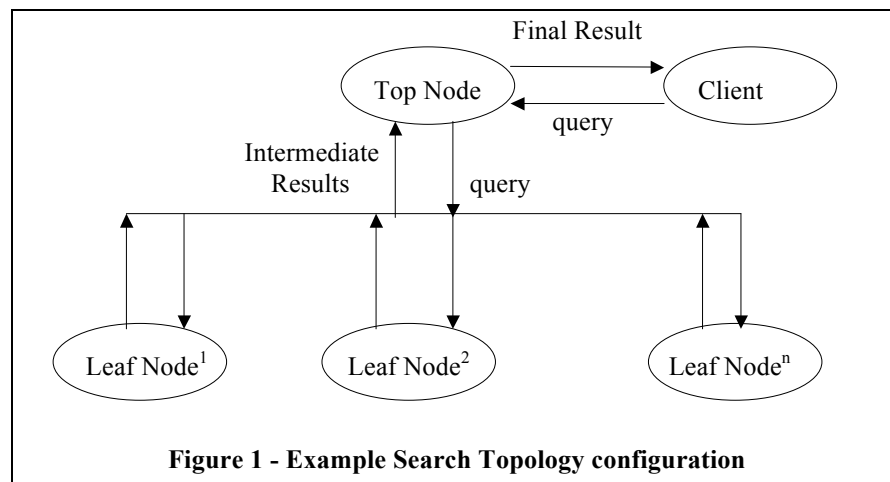 Final Result
Top Node
Client
query
Intermediate
Results
query
Leaf Node¹
Leaf Node²
Leaf Nodeⁿ
Figure 1 - Example Search Topology configuration